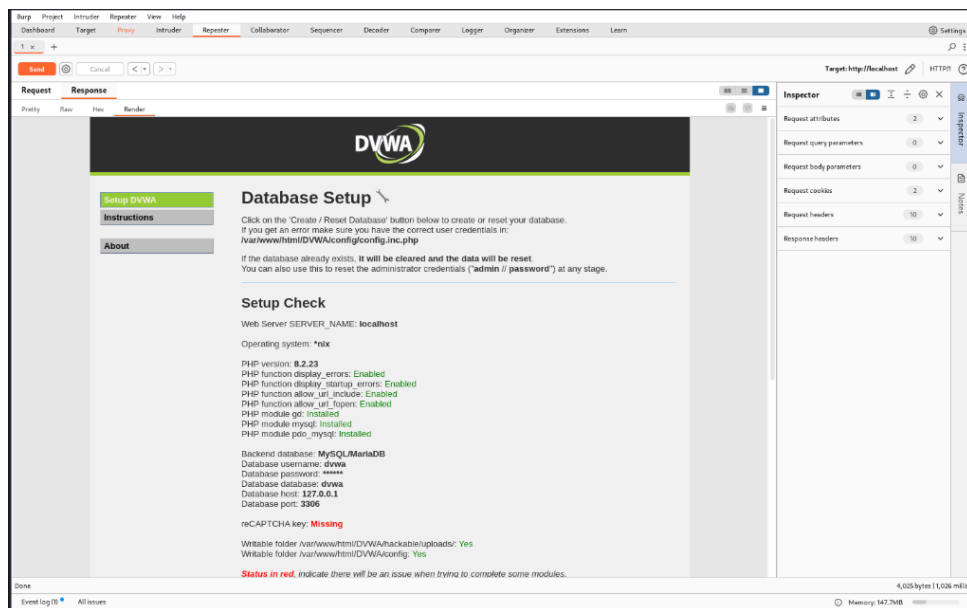 Burp Project Intruder Repeater View Help
Dashboard Target Proxy Intruder Repeater Collaborator Sequencer Decoder Comparer Logger Organizer Extensions Learn Settings
1 × +
Send Cancel < > Target: http://localhost HTTP/1
Request Response
Pretty Raw Hex Render
DVWA
Setup DVWA
Instructions
About
Database Setup
Click on the 'Create / Reset Database' button below to create or reset your database.
If you get an error make sure you have the correct user credentials in:
/var/www/html/DVWA/config/config.inc.php
If the database already exists, it will be cleared and the data will be reset.
You can also use this to reset the administrator credentials ("admin // password") at any stage.
Setup Check
Web Server SERVER_NAME: localhost
Operating system: *nix
PHP version: 8.2.23
PHP function display_errors: Enabled
PHP function display_startup_errors: Enabled
PHP function allow_url_include: Enabled
PHP function allow_url_fopen: Enabled
PHP module gd: Installed
PHP module mysql: Installed
PHP module pdo_mysql: Installed
Backend database: MySQL/MariaDB
Database username: dvwa
Database password: ******
Database database: dvwa
Database host: 127.0.0.1
Database port: 3306
reCAPTCHA key: Missing
Writable folder /var/www/html/DVWA/hackable/uploads/: Yes
Writable folder /var/www/html/DVWA/config: Yes
Status in red, indicate there will be an issue when trying to complete some modules.
Inspector
Request attributes 2
Request query parameters 0
Request body parameters 0
Request cookies 2
Request headers 10
Response headers 10
Inspector
Notes
Done
4,025 bytes | 1,026 milli
Event log (1) All issues
Memory: 147.7MB